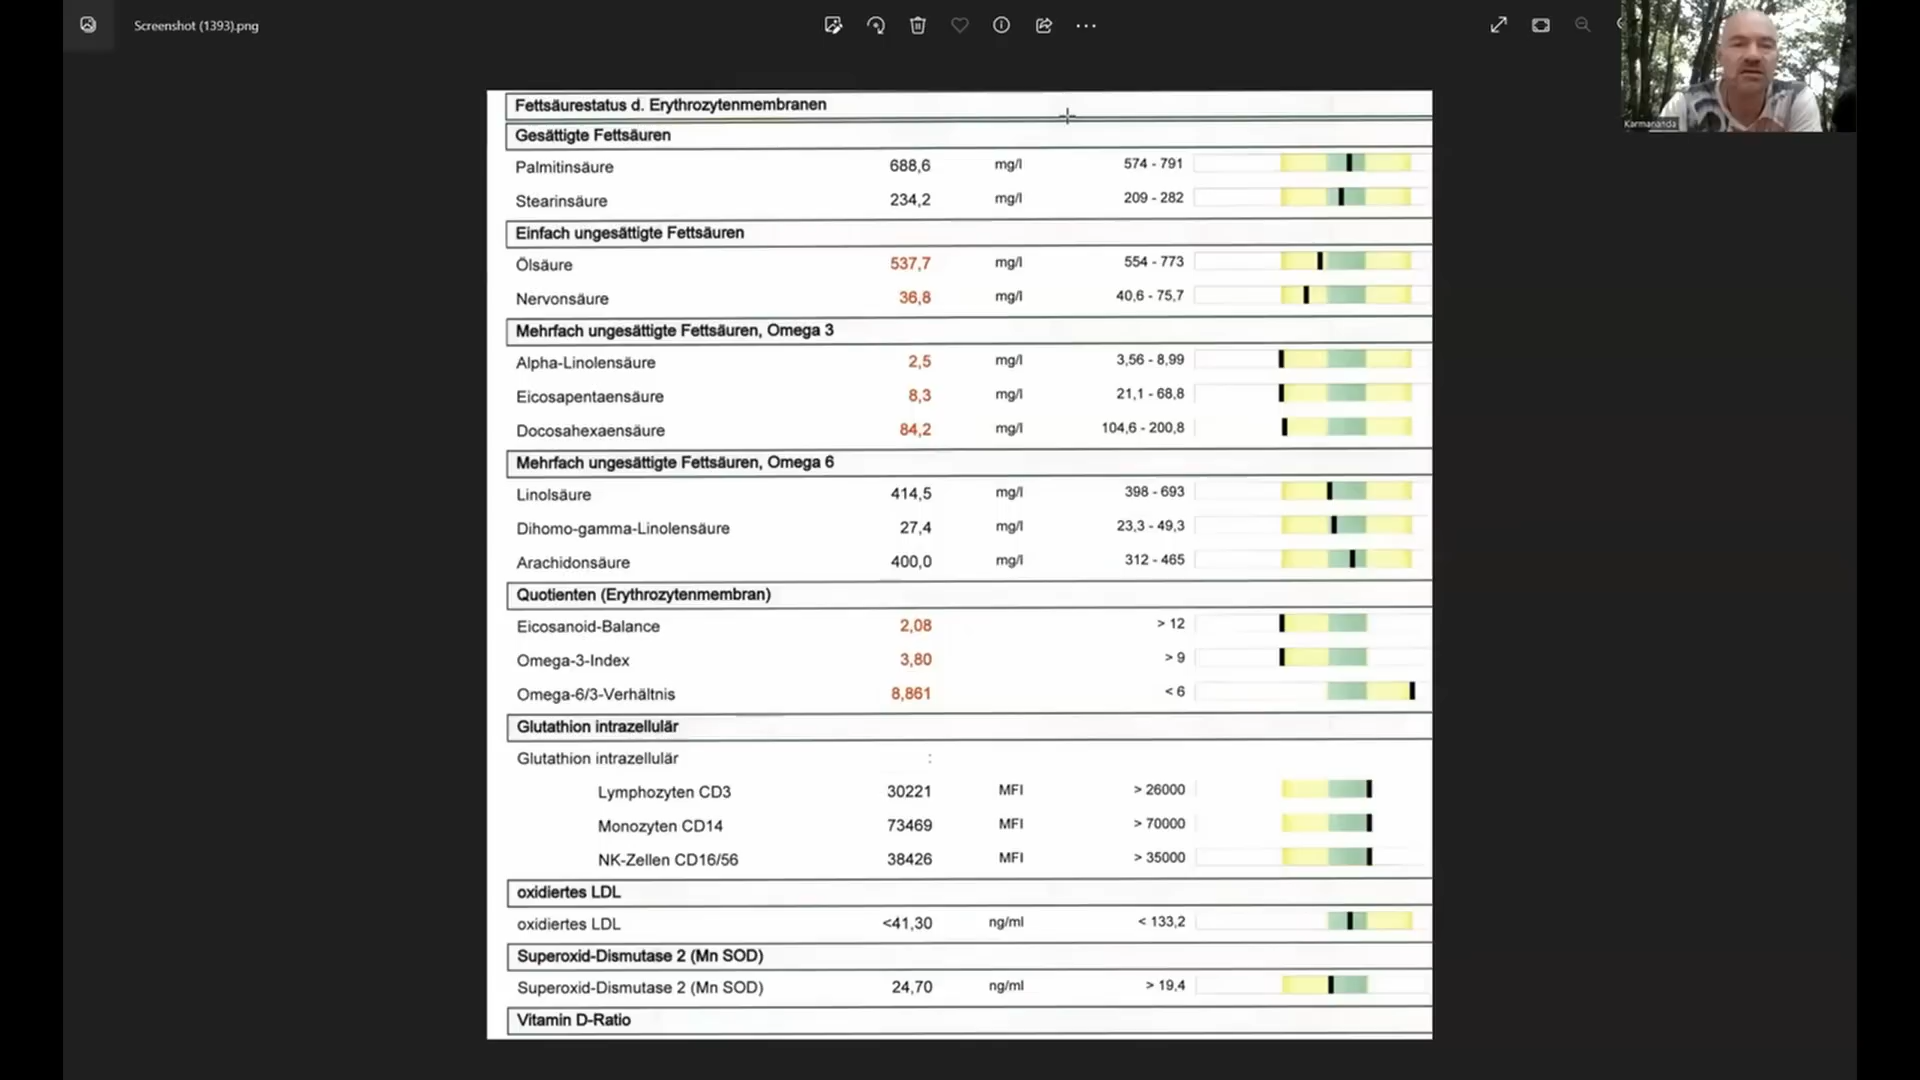 Screenshot (1393).png
Karmananda
Fettsäurestatus d. Erythrozytenmembranen
Gesättigte Fettsäuren
Palmitinsäure 688,6 mg/l 574 - 791
Stearinsäure 234,2 mg/l 209 - 282
Einfach ungesättigte Fettsäuren
Ölsäure 537,7 mg/l 554 - 773
Nervonsäure 36,8 mg/l 40,6 - 75,7
Mehrfach ungesättigte Fettsäuren, Omega 3
Alpha-Linolensäure 2,5 mg/l 3,56 - 8,99
Eicosapentaensäure 8,3 mg/l 21,1 - 68,8
Docosahexaensäure 84,2 mg/l 104,6 - 200,8
Mehrfach ungesättigte Fettsäuren, Omega 6
Linolsäure 414,5 mg/l 398 - 693
Dihomo-gamma-Linolensäure 27,4 mg/l 23,3 - 49,3
Arachidonsäure 400,0 mg/l 312 - 465
Quotienten (Erythrozytenmembran)
Eicosanoid-Balance 2,08 > 12
Omega-3-Index 3,80 > 9
Omega-6/3-Verhältnis 8,861 < 6
Glutathion intrazellulär
Glutathion intrazellulär :
Lymphozyten CD3 30221 MFI > 26000
Monozyten CD14 73469 MFI > 70000
NK-Zellen CD16/56 38426 MFI > 35000
oxidiertes LDL
oxidiertes LDL <41,30 ng/ml < 133,2
Superoxid-Dismutase 2 (Mn SOD)
Superoxid-Dismutase 2 (Mn SOD) 24,70 ng/ml > 19,4
Vitamin D-Ratio